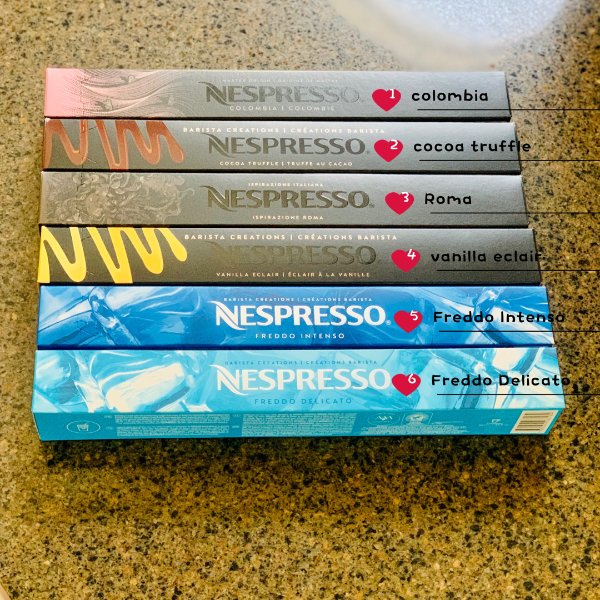 MASTER ORIGIN | ORIGINE DE MAÎTRE
NESPRESSO
COLOMBIA | COLOMBIE
1 colombia
BARISTA CREATIONS | CRÉATIONS BARISTA
NESPRESSO
COCOA TRUFFLE | TRUFFE AU CACAO
2 cocoa truffle
ISPIRAZIONE ITALIANA
NESPRESSO
ISPIRAZIONE ROMA
3 Roma
BARISTA CREATIONS | CRÉATIONS BARISTA
NESPRESSO
VANILLA ECLAIR | ÉCLAIR À LA VANILLE
4 vanilla eclair
BARISTA CREATIONS | CRÉATIONS BARISTA
NESPRESSO®
FREDDO INTENSO
5 Freddo Intenso
BARISTA CREATIONS | CRÉATIONS BARISTA
NESPRESSO
FREDDO DELICATO
6 Freddo Delicato